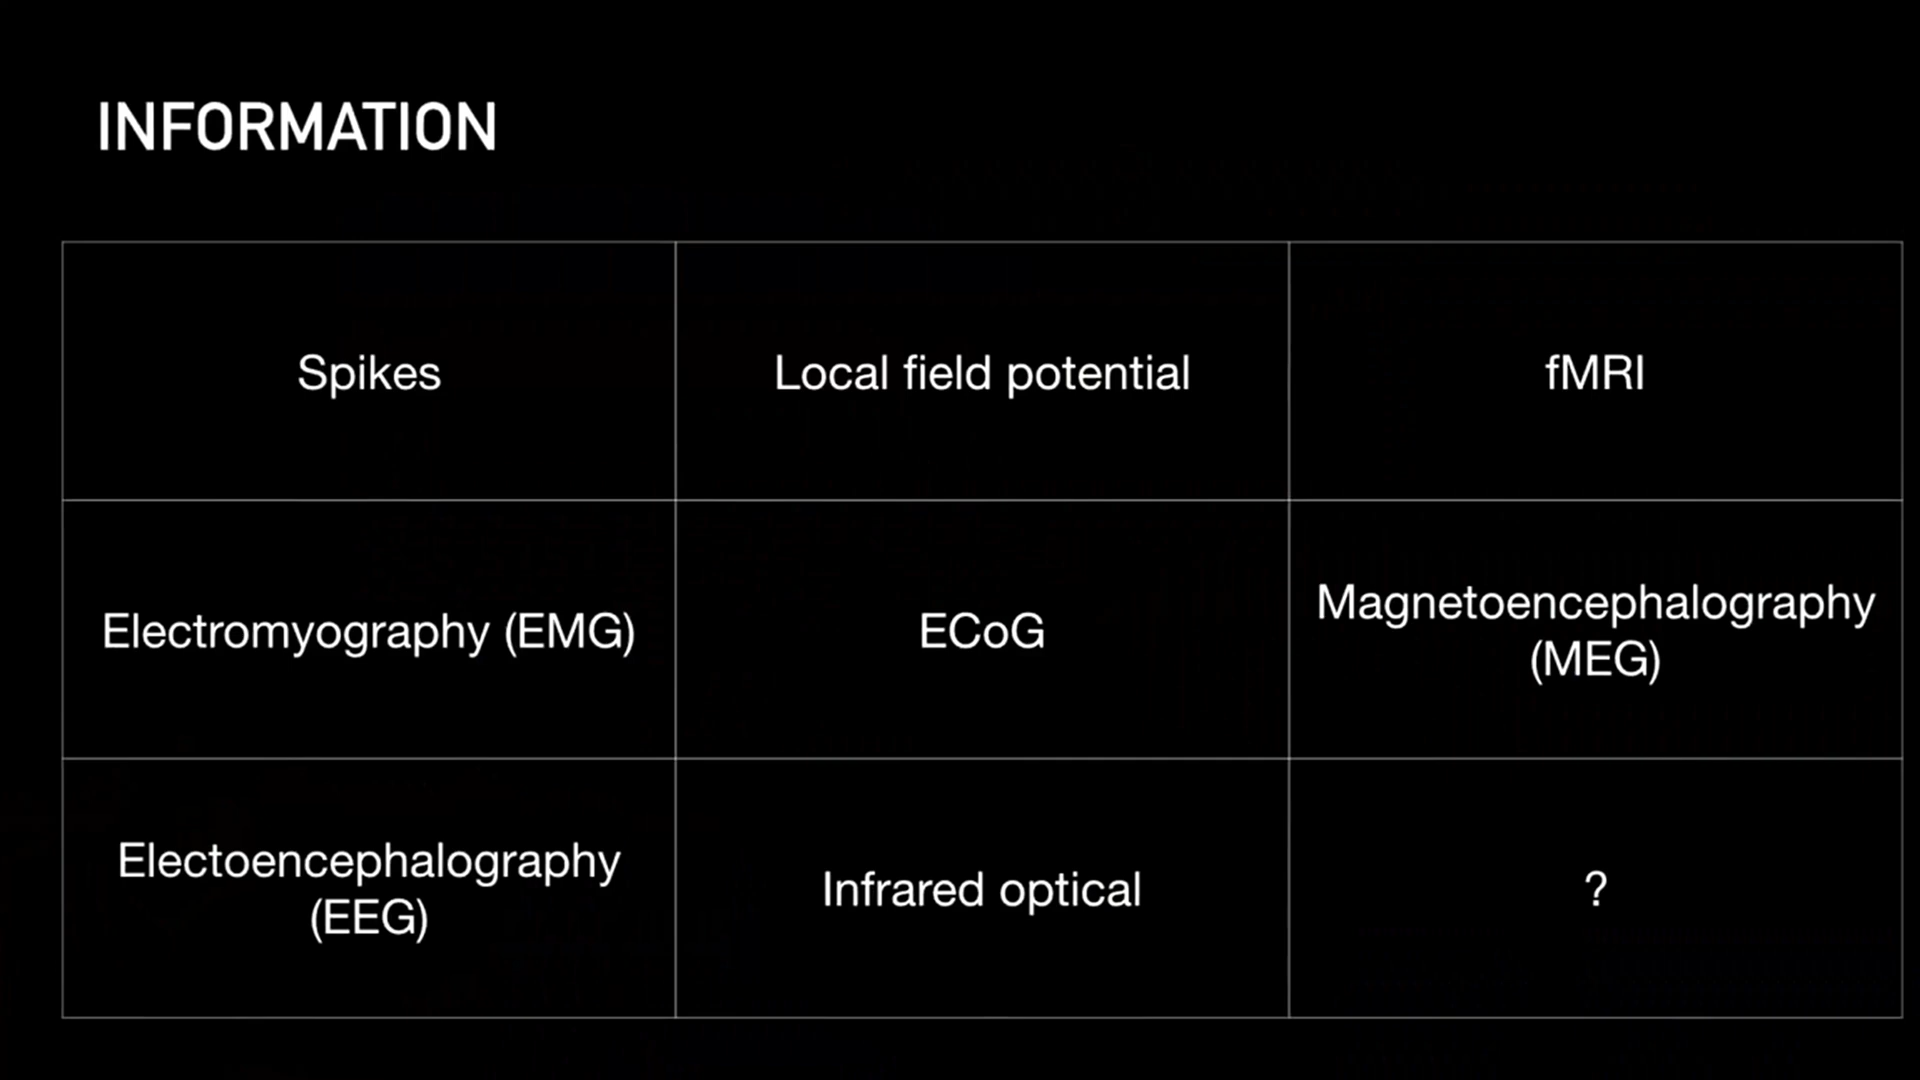 INFORMATION
Spikes
Local field potential
fMRI
Electromyography (EMG)
ECoG
Magnetoencephalography
(MEG)
Electoencephalography
(EEG)
Infrared optical
?